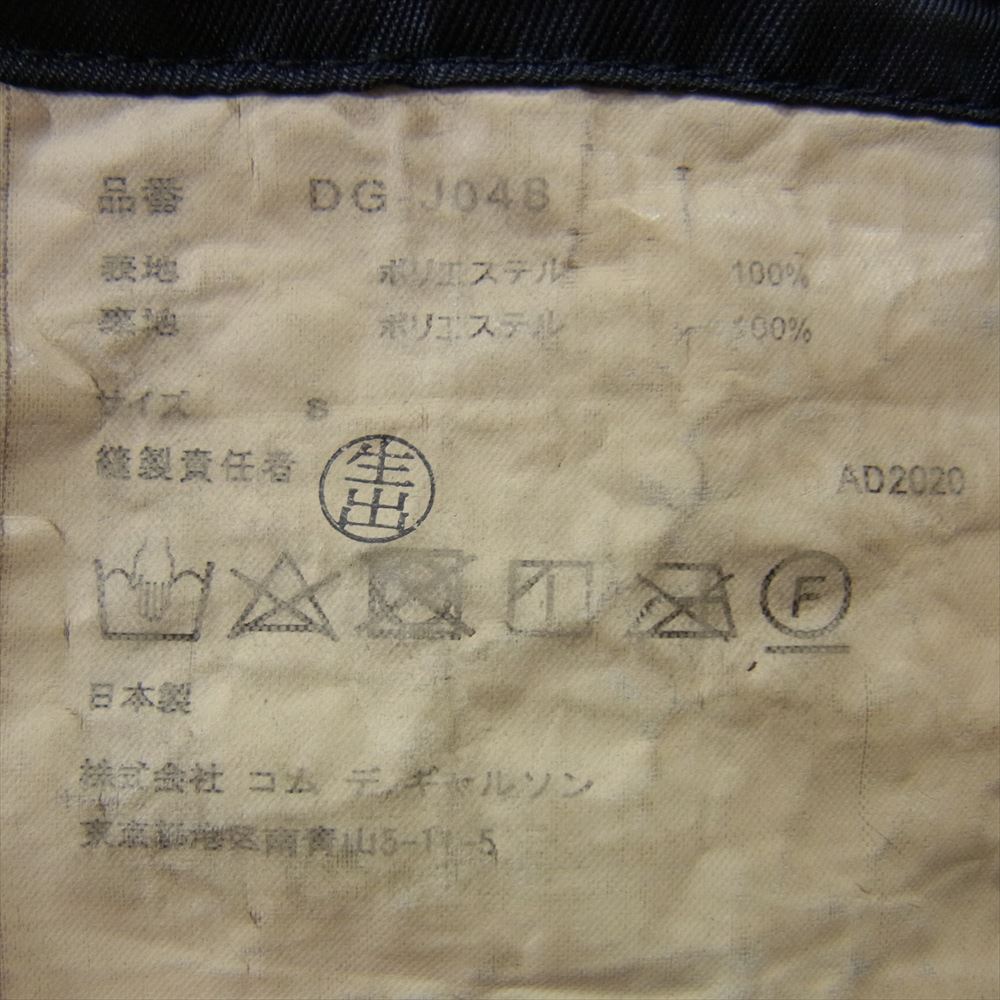 品番 DG-J048
表地 ポリエステル 100%
裏地 ポリエステル 100%
サイズ S
縫製責任者 生出 AD2020
F
日本製
株式会社 コム デ ギャルソン
東京都港区南青山5-11-5